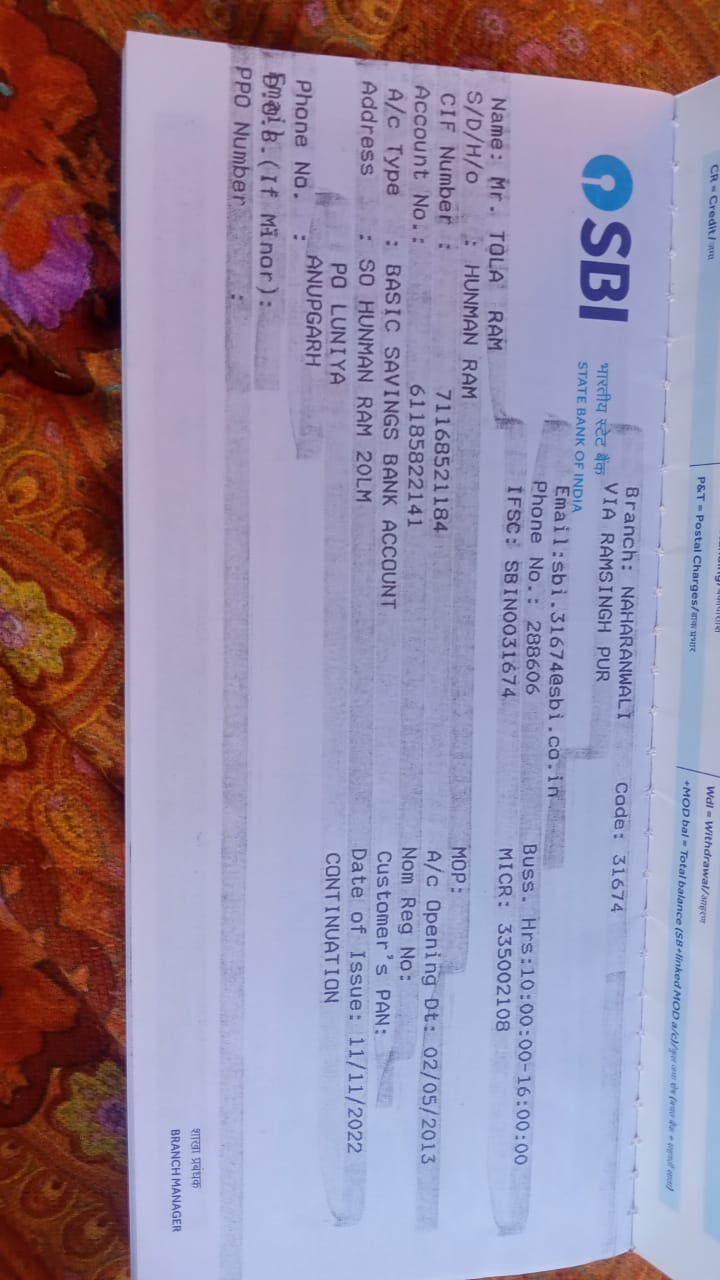 CR = Credit/जमा
P&T = Postal Charges/डाक प्रभार
Wdl = Withdrawal/आहरण
+MOD bal = Total balance (SB+linked MOD a/c)/कुल जमा शेष (बचत बैंक + सहबद्ध खाता)
SBI
भारतीय स्टेट बैंक
STATE BANK OF INDIA
Branch: NAHARANWALI Code: 31674
VIA RAMSINGH PUR
Email:sbi.31674@sbi.co.in
Phone No.: 288606 Buss. Hrs:10:00:00-16:00:00
IFSC: SBIN0031674 MICR: 335002108
Name: Mr. TOLA RAM
S/D/H/o : HUNMAN RAM MOP:
CIF Number : 71168521184 A/c Opening Dt: 02/05/2013
Account No.: 61185822141 Nom Reg No:
A/c Type : BASIC SAVINGS BANK ACCOUNT Customer's PAN:
Address : SO HUNMAN RAM 20LM Date of Issue: 11/11/2022
PO LUNIYA CONTINUATION
ANUPGARH
Phone No. :
Email
D.O.B.(If Minor):
PPO Number :
शाखा प्रबंधक
BRANCH MANAGER